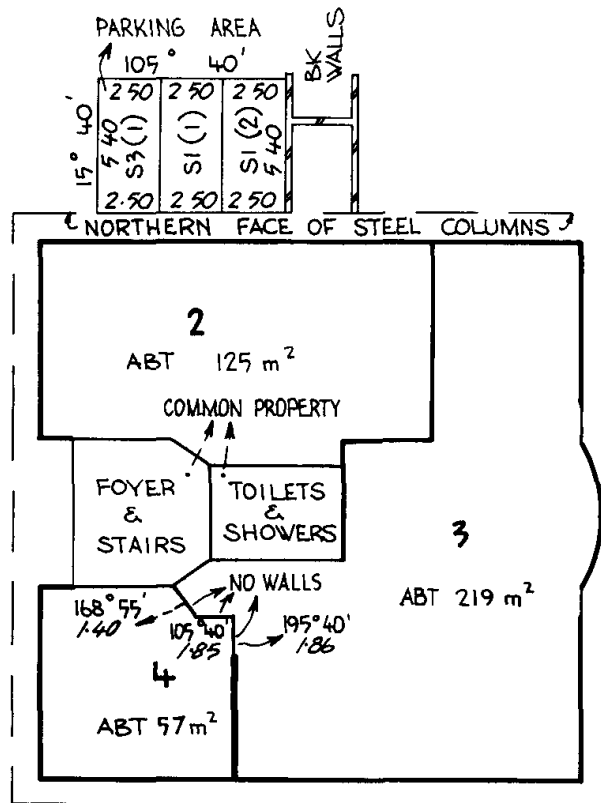 PARKING AREA
105° 40'
BK WALLS
15° 40'
2 50 2 50 2 50
5 40 S3(1) S1(1) S1(2) 5 40
2.50 2 50 2 50
NORTHERN FACE OF STEEL COLUMNS
2
ABT 125 m²
COMMON PROPERTY
FOYER & STAIRS
TOILETS & SHOWERS
3
ABT 219 m²
NO WALLS
168° 55'
1·40
105° 40'
1·85
195° 40'
1·86
4
ABT 57 m²